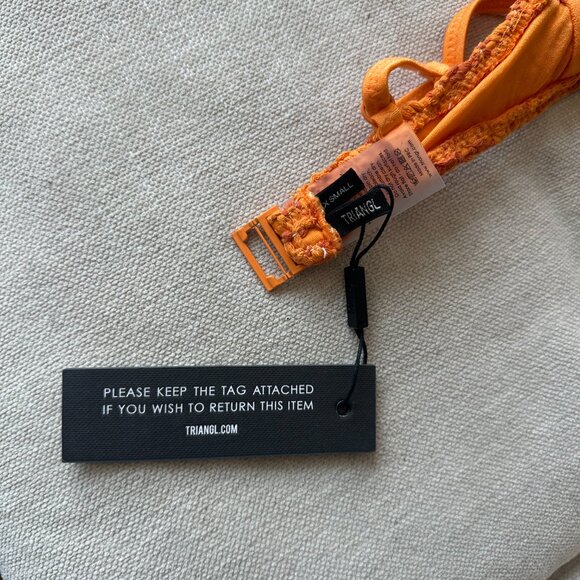 X SMALL
TRIANGL
PLEASE KEEP THE TAG ATTACHED
IF YOU WISH TO RETURN THIS ITEM
TRIANGL.COM